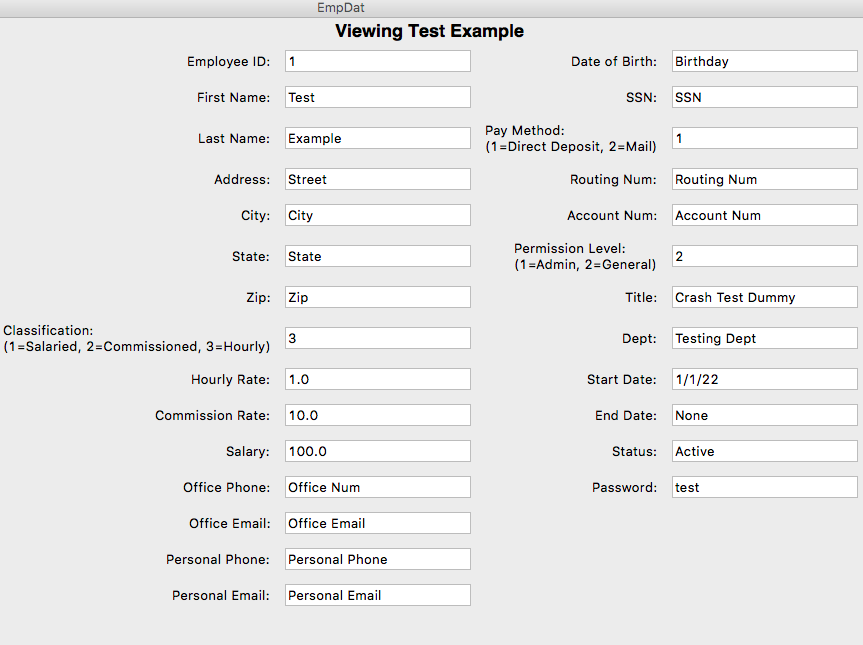 EmpDat
Viewing Test Example
Employee ID: 1
Date of Birth: Birthday
First Name: Test
SSN: SSN
Last Name: Example
Pay Method:
(1=Direct Deposit, 2=Mail) 1
Address: Street
Routing Num: Routing Num
City: City
Account Num: Account Num
State: State
Permission Level:
(1=Admin, 2=General) 2
Zip: Zip
Title: Crash Test Dummy
Classification:
(1=Salaried, 2=Commissioned, 3=Hourly) 3
Dept: Testing Dept
Hourly Rate: 1.0
Start Date: 1/1/22
Commission Rate: 10.0
End Date: None
Salary: 100.0
Status: Active
Office Phone: Office Num
Password: test
Office Email: Office Email
Personal Phone: Personal Phone
Personal Email: Personal Email